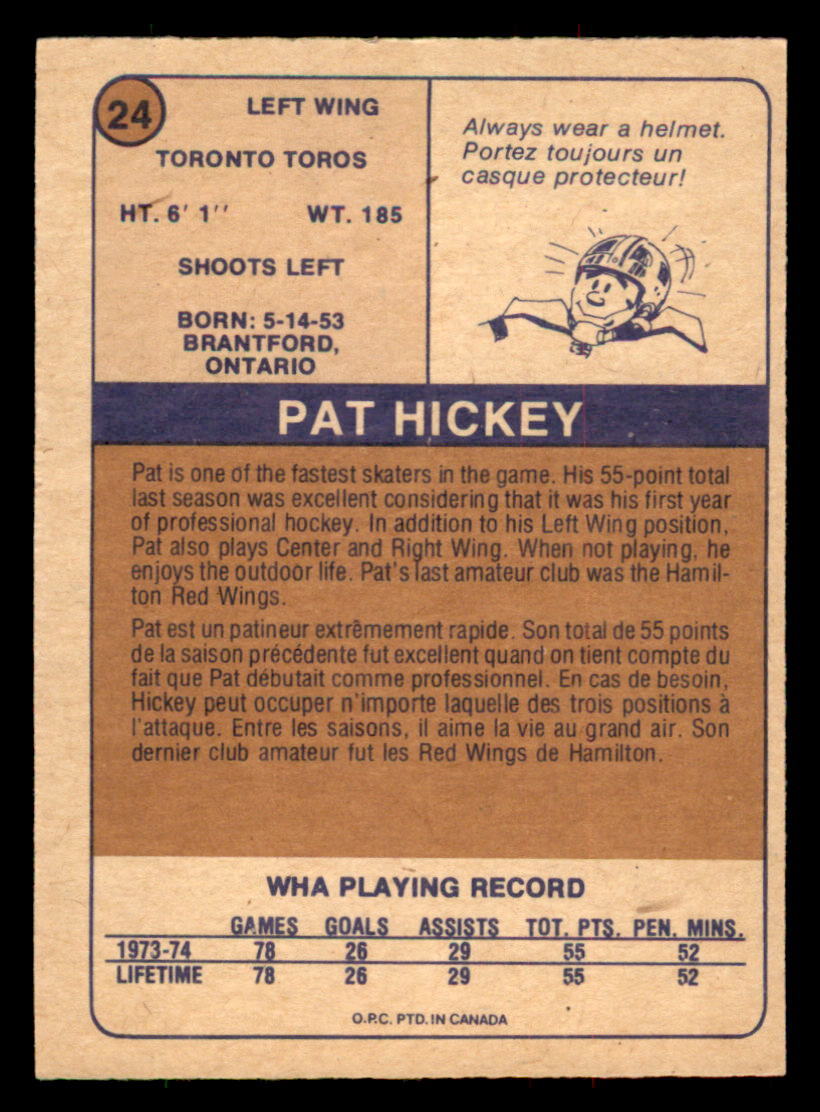 24
LEFT WING
TORONTO TOROS
HT. 6' 1'' WT. 185
SHOOTS LEFT
BORN: 5-14-53
BRANTFORD,
ONTARIO
Always wear a helmet.
Portez toujours un
casque protecteur!
PAT HICKEY
Pat is one of the fastest skaters in the game. His 55-point total
last season was excellent considering that it was his first year
of professional hockey. In addition to his Left Wing position,
Pat also plays Center and Right Wing. When not playing, he
enjoys the outdoor life. Pat's last amateur club was the Hamil-
ton Red Wings.
Pat est un patineur extrêmement rapide. Son total de 55 points
de la saison précédente fut excellent quand on tient compte du
fait que Pat débutait comme professionnel. En cas de besoin,
Hickey peut occuper n'importe laquelle des trois positions à
l'attaque. Entre les saisons, il aime la vie au grand air. Son
dernier club amateur fut les Red Wings de Hamilton.
WHA PLAYING RECORD
GAMES GOALS ASSISTS TOT. PTS. PEN. MINS.
1973-74 78 26 29 55 52
LIFETIME 78 26 29 55 52
O.P.C. PTD. IN CANADA